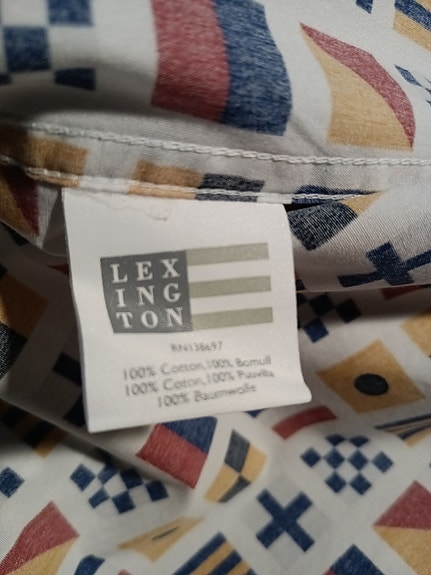 LEX
ING
TON
RN138697
100% Cotton, 100% Bomull
100% Coton, 100% Puuvilla
100% Baumwolle